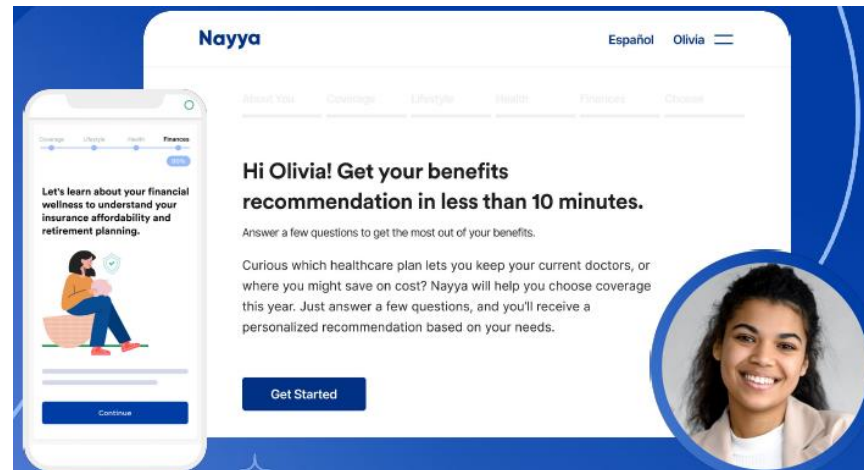 Nayya
Español Olivia
About You Coverage Lifestyle Health Finances Choose
Hi Olivia! Get your benefits
recommendation in less than 10 minutes.
Answer a few questions to get the most out of your benefits.
Curious which healthcare plan lets you keep your current doctors, or
where you might save on cost? Nayya will help you choose coverage
this year. Just answer a few questions, and you'll receive a
personalized recommendation based on your needs.
Get Started
Coverage Lifestyle Health Finances
Let's learn about your financial
wellness to understand your
insurance affordability and
retirement planning.
Continue